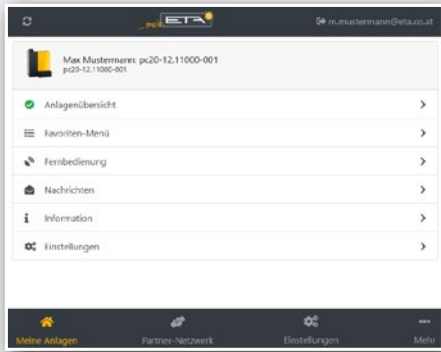 mein ETA
m.mustermann@eta.co.at
Max Mustermann: pc20-12.11000-001
pc20-12.11000-001
Anlagenübersicht
Favoriten-Menü
Fernbedienung
Nachrichten
Information
Einstellungen
Meine Anlagen Partner-Netzwerk Einstellungen Mehr